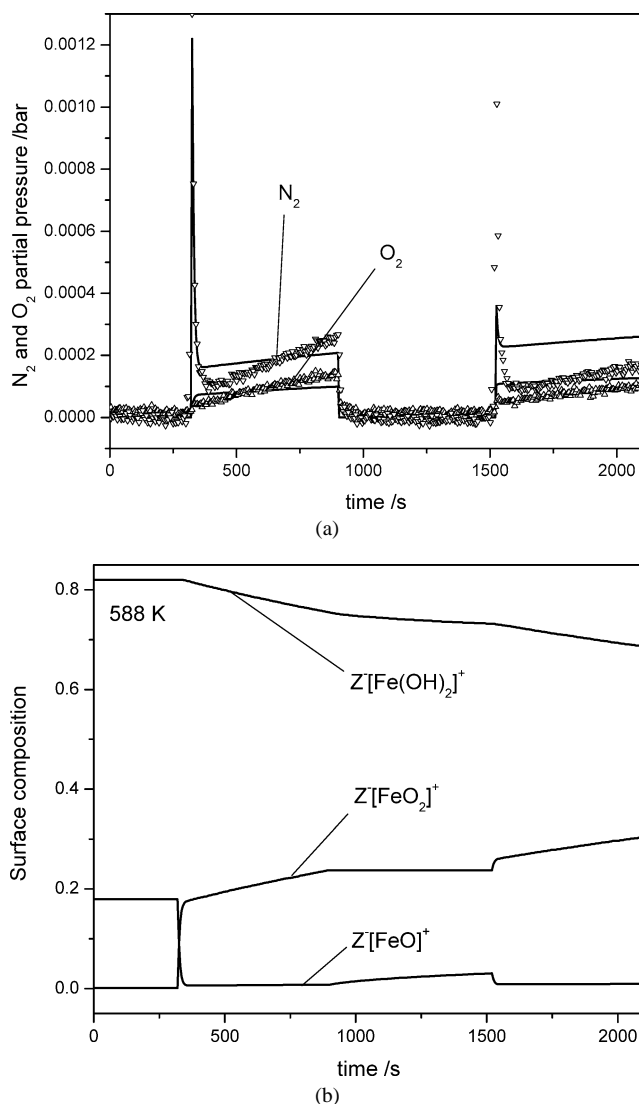 0.0012
0.0010
0.0008
0.0006
0.0004
0.0002
0.0000
N₂ and O₂ partial pressure /bar
N₂
O₂
0 500 1000 1500 2000
time /s
(a)
0.8
0.6
0.4
0.2
0.0
Surface composition
588 K
Z⁻[Fe(OH)₂]⁺
Z⁻[FeO₂]⁺
Z⁻[FeO]⁺
0 500 1000 1500 2000
time /s
(b)